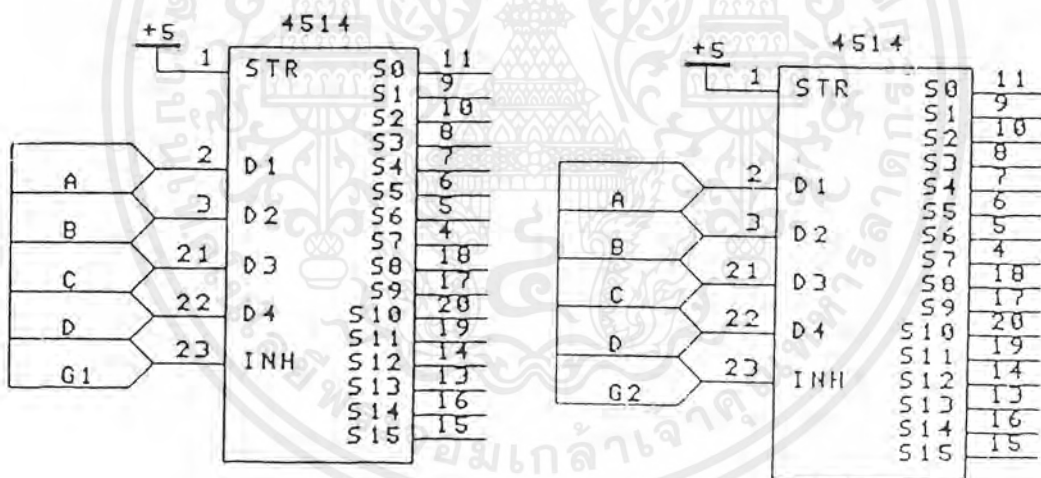 4514
+5
1 STR S0 11
S1 9
S2 10
S3 8
2 D1 S4 7
A
S5 6
3 D2 S6 5
B
S7 4
21 D3 S8 18
C
S9 17
22 D4 S10 20
D
S11 19
23 INH S12 14
G1
S13 13
S14 16
S15 15
4514
+5
1 STR S0 11
S1 9
S2 10
S3 8
2 D1 S4 7
A
S5 6
3 D2 S6 5
B
S7 4
21 D3 S8 18
C
S9 17
22 D4 S10 20
D
S11 19
23 INH S12 14
G2
S13 13
S14 16
S15 15